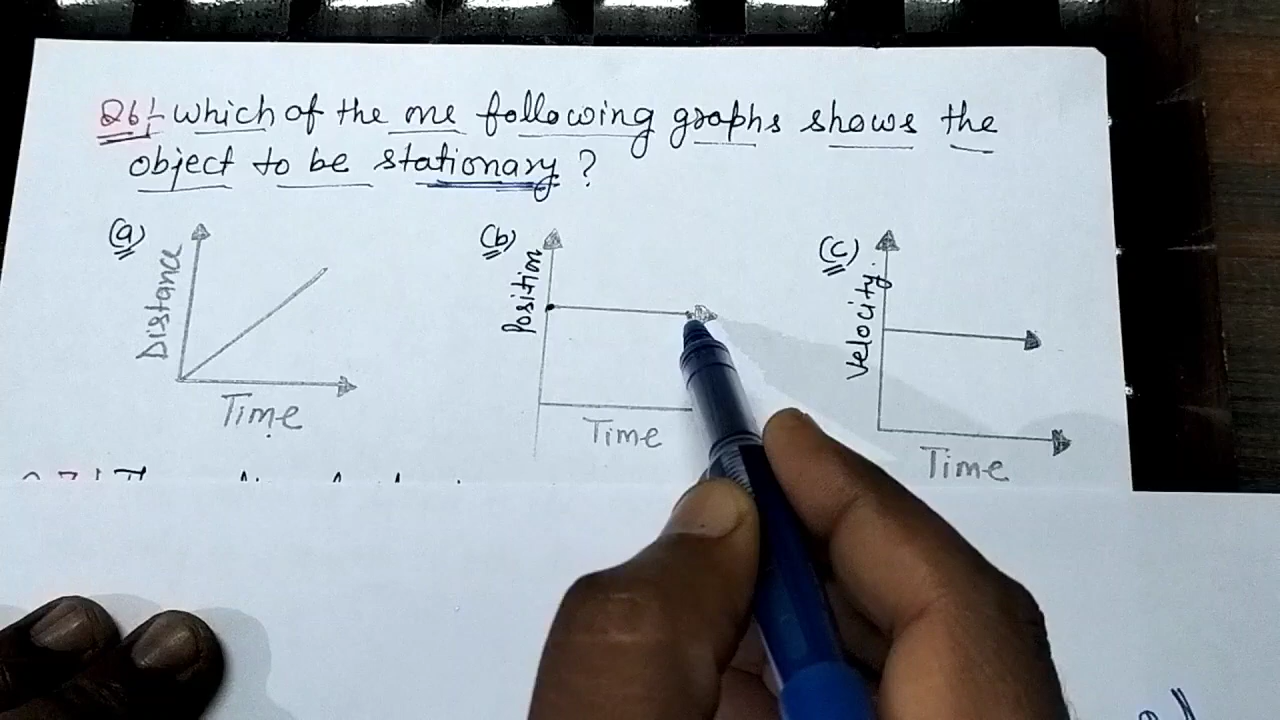 Q6:- Which of the one following graphs shows the
object to be stationary ?
(a)
Distance
Time
(b)
Position
Time
(c)
Velocity.
Time